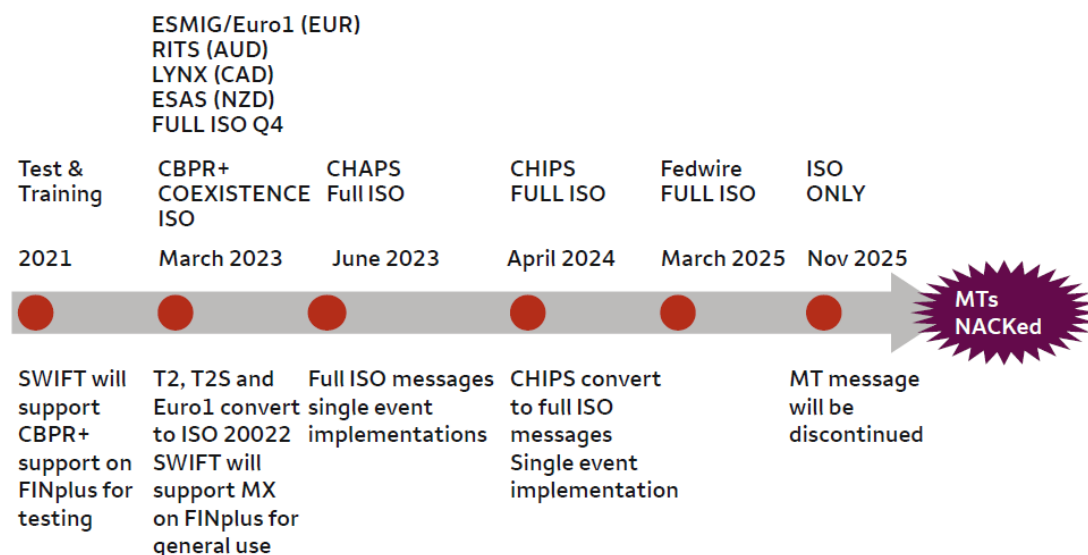 ESMIG/Euro1 (EUR)
RITS (AUD)
LYNX (CAD)
ESAS (NZD)
FULL ISO Q4
Test &
Training
CBPR+
COEXISTENCE
ISO
CHAPS
Full ISO
CHIPS
FULL ISO
Fedwire
FULL ISO
ISO
ONLY
2021
March 2023
June 2023
April 2024
March 2025
Nov 2025
MTs
NACKed
SWIFT will
support
CBPR+
support on
FINplus for
testing
T2, T2S and
Euro1 convert
to ISO 20022
SWIFT will
support MX
on FINplus for
general use
Full ISO messages
single event
implementations
CHIPS convert
to full ISO
messages
Single event
implementation
MT message
will be
discontinued